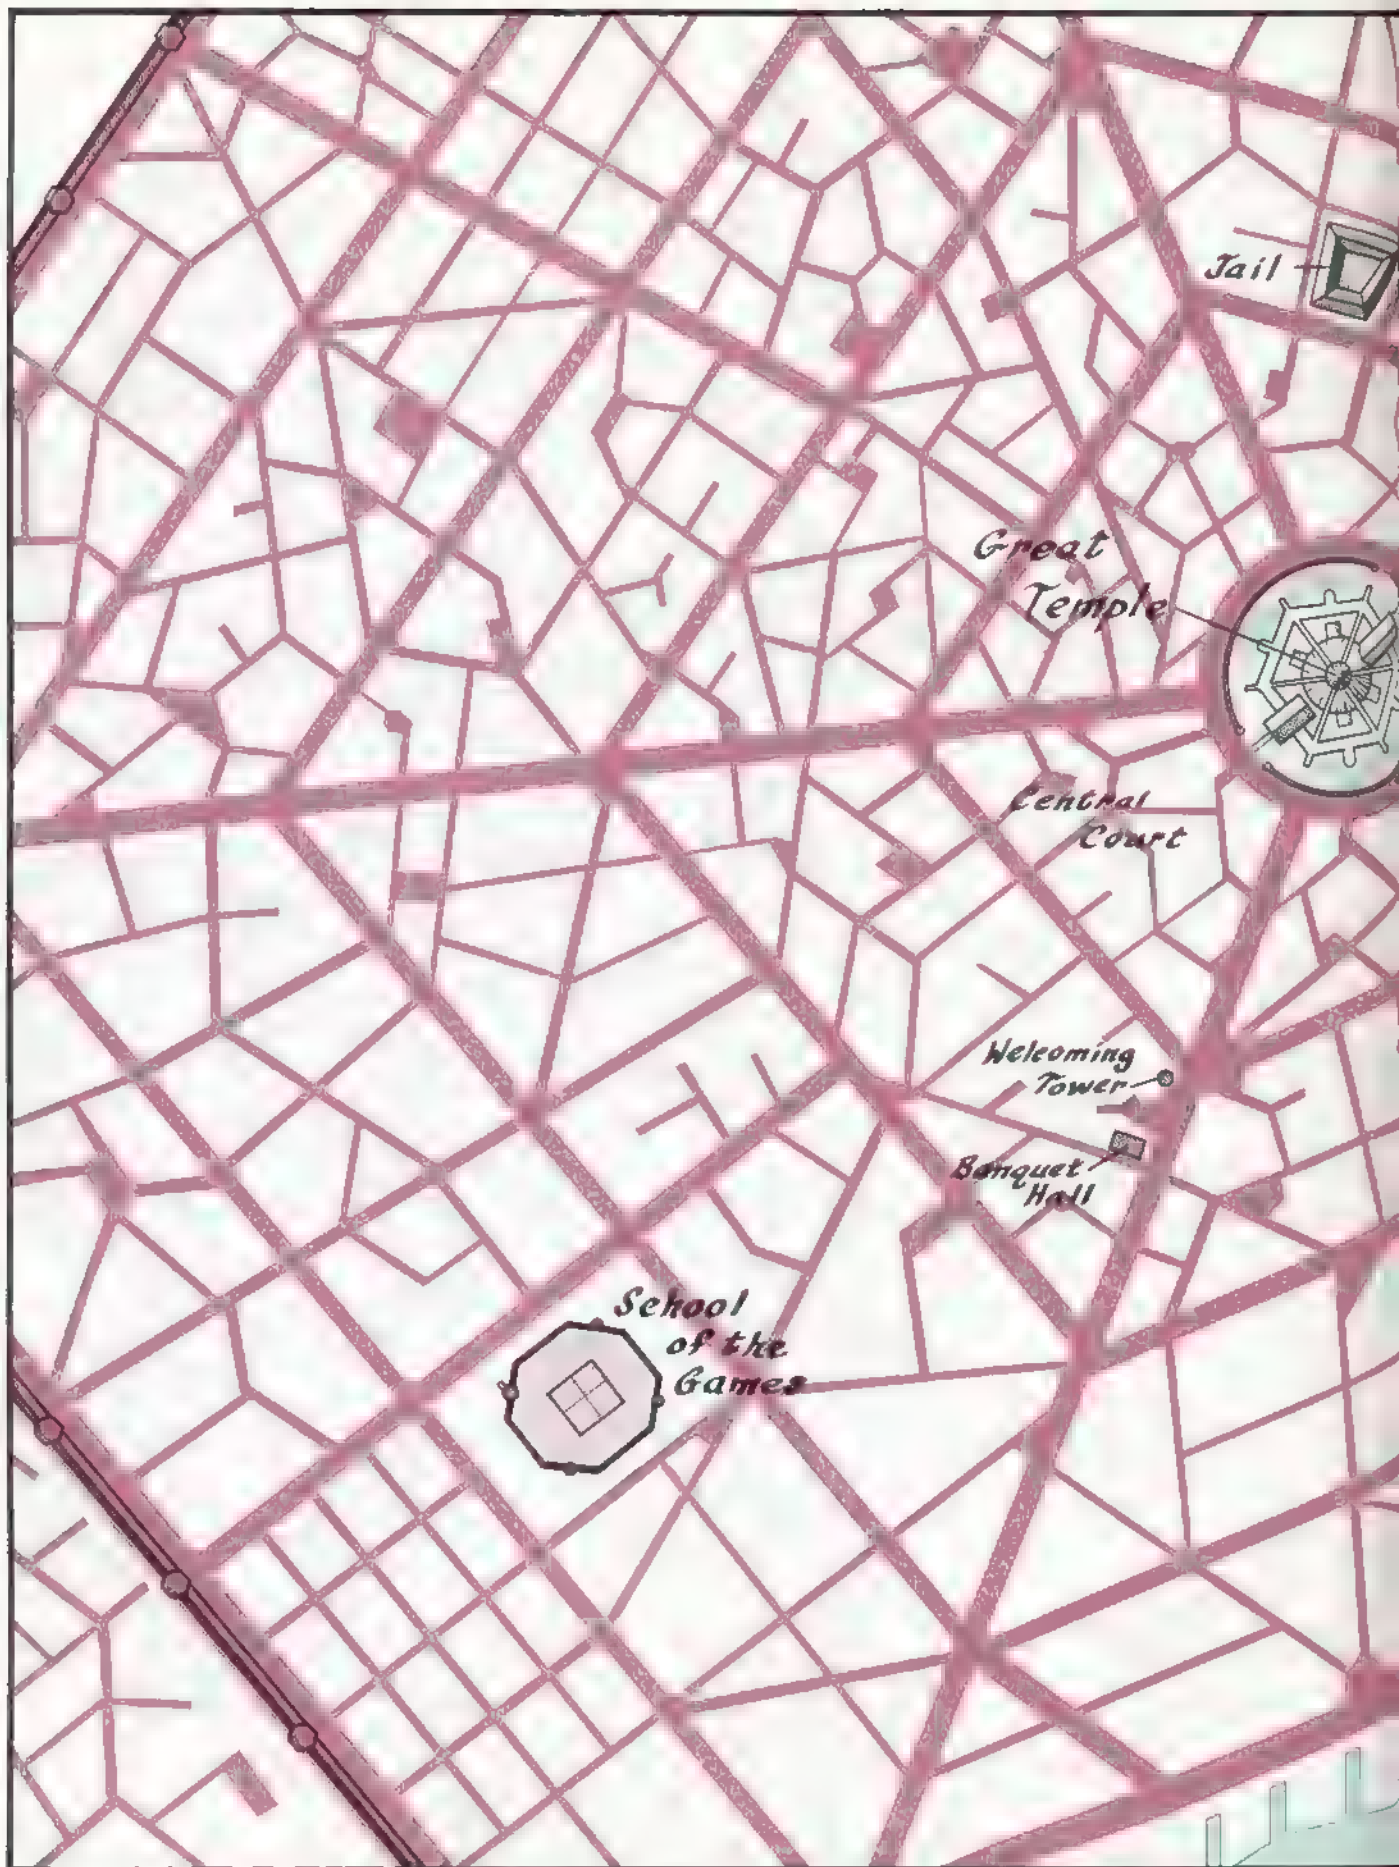 Jail
Great
Temple
Central
Court
Welcoming
Tower
Banquet
Hall
School
of the
Games